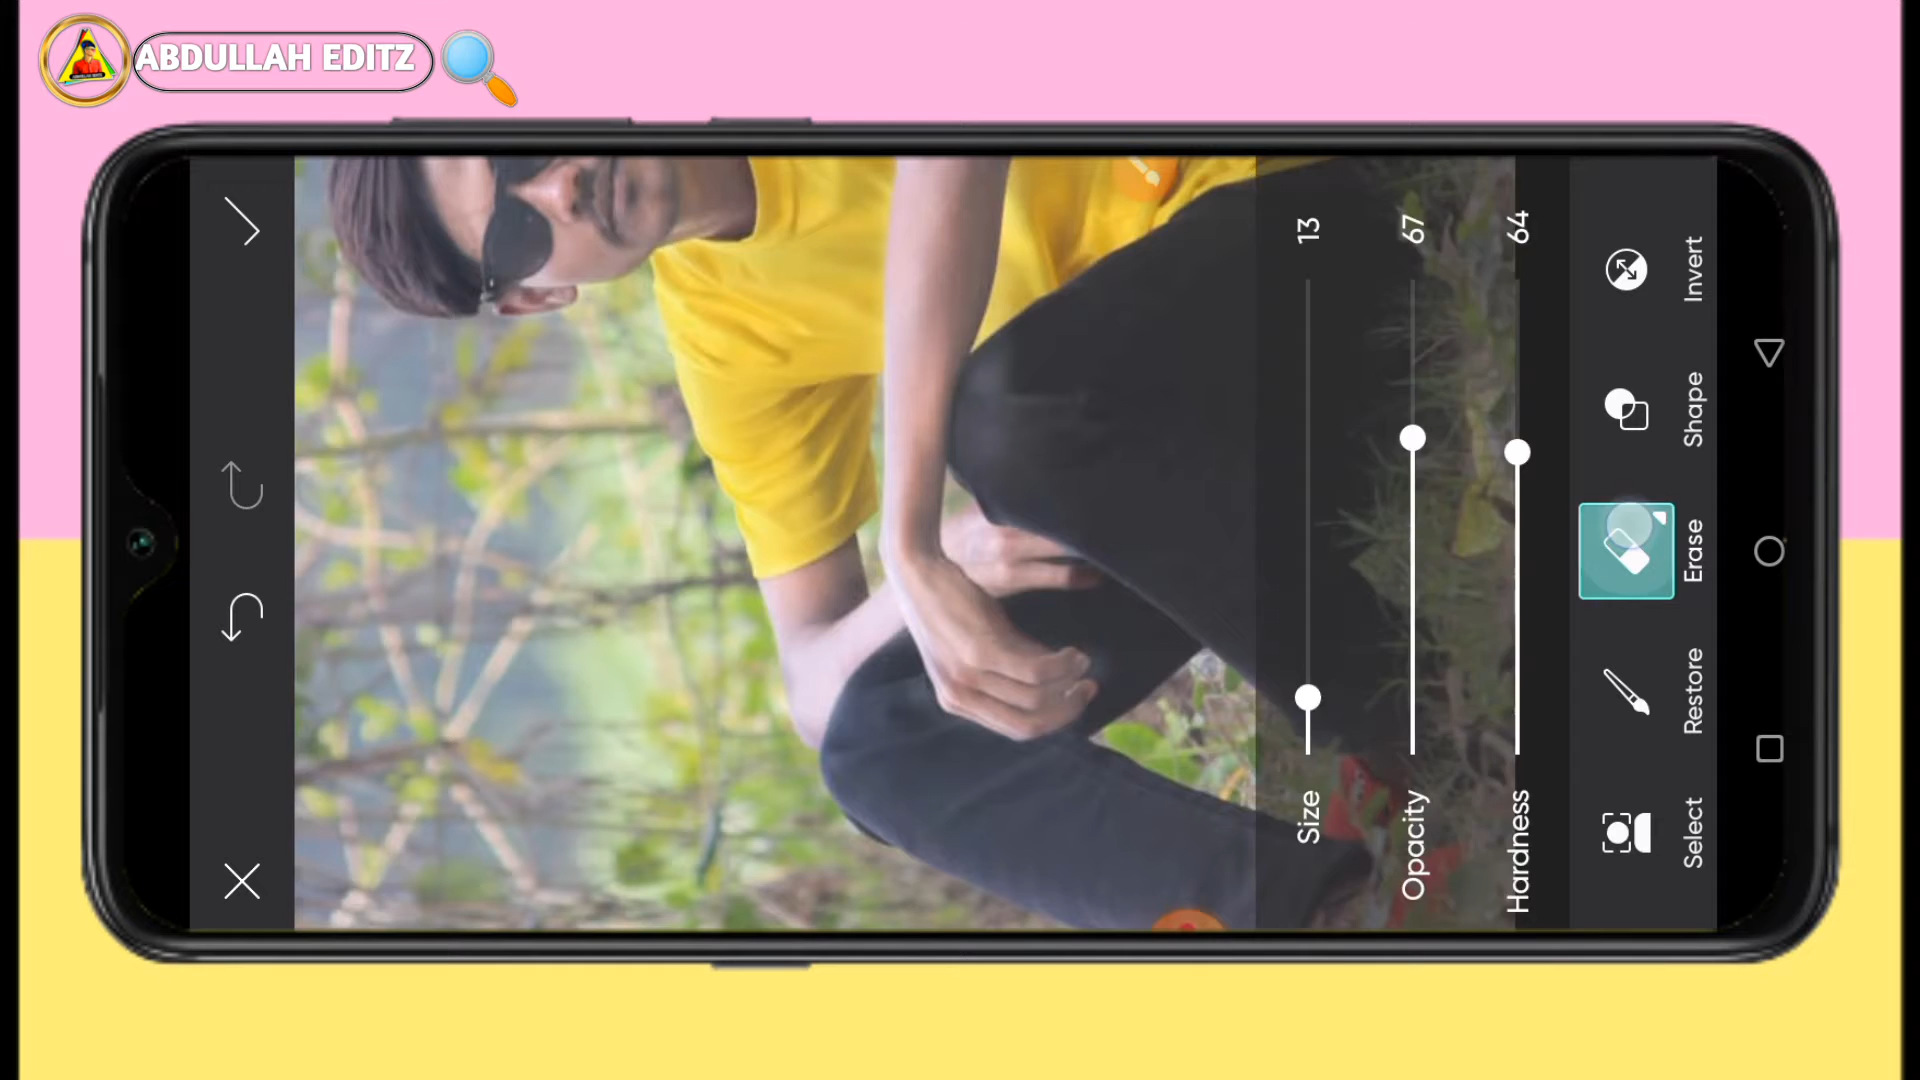 ABDULLAH EDITZ
Size 13
Opacity 67
Hardness 64
Select
Restore
Erase
Shape
Invert